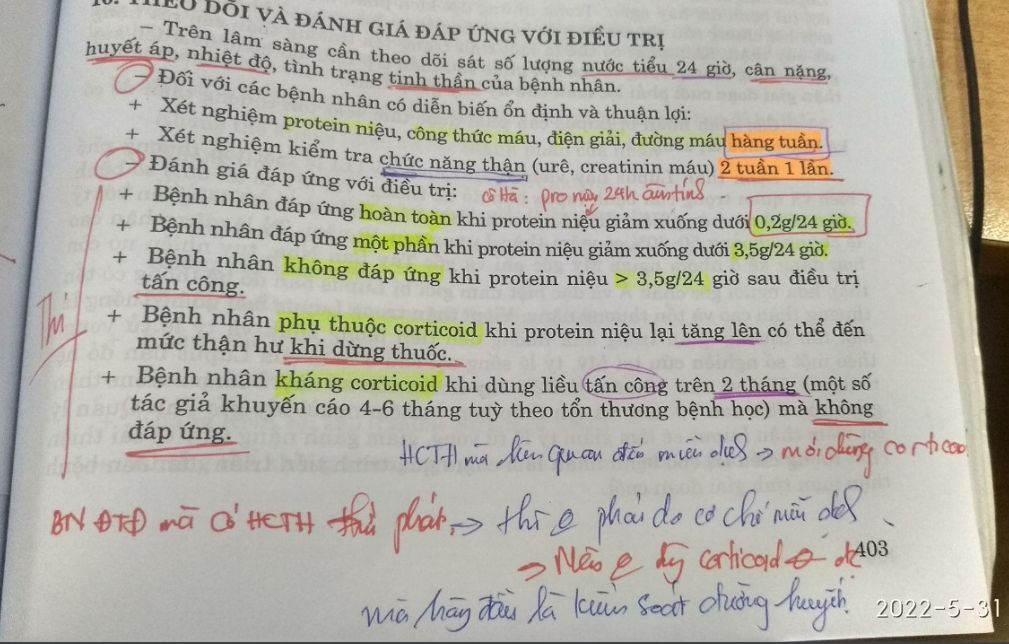 THEO DÕI VÀ ĐÁNH GIÁ ĐÁP ỨNG VỚI ĐIỀU TRỊ
– Trên lâm sàng cần theo dõi sát số lượng nước tiểu 24 giờ, cân nặng,
huyết áp, nhiệt độ, tình trạng tinh thần của bệnh nhân.
– Đối với các bệnh nhân có diễn biến ổn định và thuận lợi:
+ Xét nghiệm protein niệu, công thức máu, điện giải, đường máu hàng tuần.
+ Xét nghiệm kiểm tra chức năng thận (urê, creatinin máu) 2 tuần 1 lần.
– Đánh giá đáp ứng với điều trị:
cô Hà: pro niệu 24h
+ Bệnh nhân đáp ứng hoàn toàn khi protein niệu giảm xuống dưới 0,2g/24 giờ.
+ Bệnh nhân đáp ứng một phần khi protein niệu giảm xuống dưới 3,5g/24 giờ.
+ Bệnh nhân không đáp ứng khi protein niệu > 3,5g/24 giờ sau điều trị
tấn công.
+ Bệnh nhân phụ thuộc corticoid khi protein niệu lại tăng lên có thể đến
mức thận hư khi dừng thuốc.
+ Bệnh nhân kháng corticoid khi dùng liều tấn công trên 2 tháng (một số
tác giả khuyến cáo 4-6 tháng tuỳ theo tổn thương bệnh học) mà không
đáp ứng.
HCTH mà liên quan đến miễn dịch → mới dùng corticoid
BN ĐTĐ mà có HCTH thứ phát → thì phải do cơ chế miễn dịch
→ Nên dùng corticoid
403
mà hãy đầu là kiểm soát đường huyết.
2022-5-31